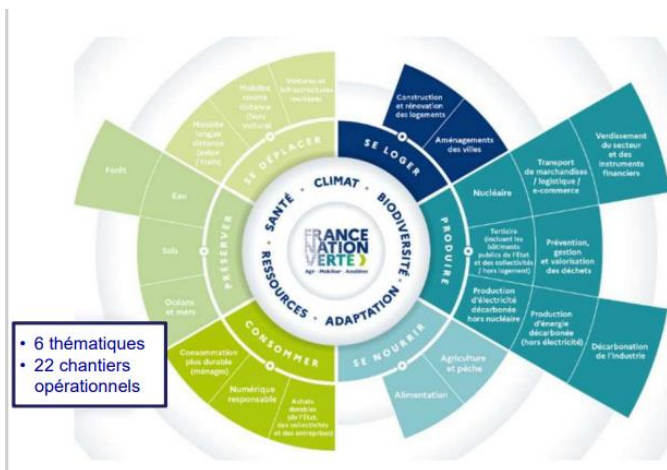 Voitures et
infrastructures
routières
Mobilité
courte
distance
(hors
voiture)
Mobilité
longue
distance
(avion
/ train)
SE DÉPLACER
Forêt
Eau
Sols
Océans
et mers
PRÉSERVER
Construction
et rénovation
des logements
Aménagements
des villes
SE LOGER
Nucléaire
Transport
de marchandises
/ logistique /
e-commerce
Verdissement
du secteur
et des
instruments
financiers
Tertiaire
(incluant les
bâtiments
publics de l'État
et des collectivités
/ hors logement)
Prévention,
gestion
et valorisation
des déchets
Production
d'électricité
décarbonée
hors nucléaire
Production
d'énergie
décarbonée
(hors électricité)
Décarbonation
de l'industrie
PRODUIRE
SANTÉ · CLIMAT · BIODIVERSITÉ · ADAPTATION · RESSOURCES ·
FRANCE
NATION
VERTE
Agir · Mobiliser · Accélérer
CONSOMMER
Consommation
plus durable
(ménages)
Numérique
responsable
Achats
durables
(de l'État,
des collectivités
et des entreprises)
SE NOURRIR
Agriculture
et pêche
Alimentation
• 6 thématiques
• 22 chantiers
opérationnels